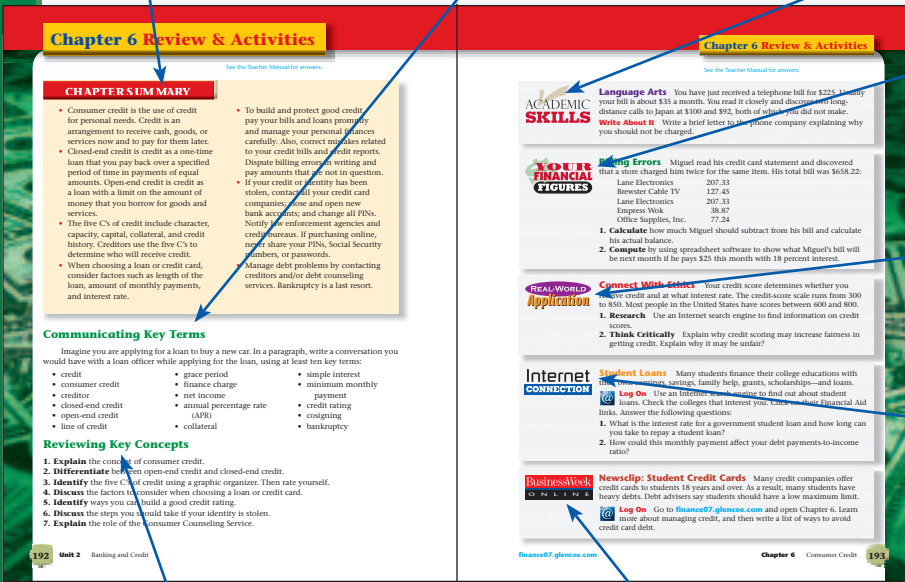 Chapter 6 Review & Activities
See the Teacher Manual for answers.
CHAPTER SUMMARY
• Consumer credit is the use of credit
for personal needs. Credit is an
arrangement to receive cash, goods, or
services now and to pay for them later.
• Closed-end credit is credit as a one-time
loan that you pay back over a specified
period of time in payments of equal
amounts. Open-end credit is credit as
a loan with a limit on the amount of
money that you borrow for goods and
services.
• The five C's of credit include character,
capacity, capital, collateral, and credit
history. Creditors use the five C's to
determine who will receive credit.
• When choosing a loan or credit card,
consider factors such as length of the
loan, amount of monthly payments,
and interest rate.
• To build and protect good credit,
pay your bills and loans promptly
and manage your personal finances
carefully. Also, correct mistakes related
to your credit bills and credit reports.
Dispute billing errors in writing and
pay amounts that are not in question.
• If your credit or identity has been
stolen, contact all your credit card
companies; close and open new
bank accounts; and change all PINs.
Notify law enforcement agencies and
credit bureaus. If purchasing online,
never share your PINs, Social Security
numbers, or passwords.
• Manage debt problems by contacting
creditors and/or debt counseling
services. Bankruptcy is a last resort.
Communicating Key Terms
Imagine you are applying for a loan to buy a new car. In a paragraph, write a conversation you
would have with a loan officer while applying for the loan, using at least ten key terms:
• credit
• consumer credit
• creditor
• closed-end credit
• open-end credit
• line of credit
• grace period
• finance charge
• net income
• annual percentage rate
(APR)
• collateral
• simple interest
• minimum monthly
payment
• credit rating
• cosigning
• bankruptcy
Reviewing Key Concepts
1. Explain the concept of consumer credit.
2. Differentiate between open-end credit and closed-end credit.
3. Identify the five C's of credit using a graphic organizer. Then rate yourself.
4. Discuss the factors to consider when choosing a loan or credit card.
5. Identify ways you can build a good credit rating.
6. Discuss the steps you should take if your identity is stolen.
7. Explain the role of the Consumer Counseling Service.
192 Unit 2 Banking and Credit
Chapter 6 Review & Activities
See the Teacher Manual for answers.
ACADEMIC
SKILLS
Language Arts You have just received a telephone bill for $225. Usually
your bill is about $35 a month. You read it closely and discover two long-
distance calls to Japan at $100 and $92, both of which you did not make.
Write About It Write a brief letter to the phone company explaining why
you should not be charged.
YOUR
FINANCIAL
FIGURES
Billing Errors Miguel read his credit card statement and discovered
that a store charged him twice for the same item. His total bill was $658.22:
Lane Electronics 207.33
Brewster Cable TV 127.45
Lane Electronics 207.33
Empress Wok 38.87
Office Supplies, Inc. 77.24
1. Calculate how much Miguel should subtract from his bill and calculate
his actual balance.
2. Compute by using spreadsheet software to show what Miguel's bill will
be next month if he pays $25 this month with 18 percent interest.
REAL-WORLD
Application
Connect With Ethics Your credit score determines whether you
receive credit and at what interest rate. The credit-score scale runs from 300
to 850. Most people in the United States have scores between 600 and 800.
1. Research Use an Internet search engine to find information on credit
scores.
2. Think Critically Explain why credit scoring may increase fairness in
getting credit. Explain why it may be unfair?
Internet
CONNECTION
Student Loans Many students finance their college educations with
their own earnings, savings, family help, grants, scholarships—and loans.
@ Log On Use an Internet search engine to find out about student
loans. Check the colleges that interest you. Click on their Financial Aid
links. Answer the following questions:
1. What is the interest rate for a government student loan and how long can
you take to repay a student loan?
2. How could this monthly payment affect your debt payments-to-income
ratio?
BusinessWeek
ONLINE
Newsclip: Student Credit Cards Many companies offer
credit cards to students 18 years and over. As a result, many students have
heavy debts. Debt advisers say students should have a low maximum limit.
@ Log On Go to finance07.glencoe.com and open Chapter 6. Learn
more about managing credit, and then write a list of ways to avoid
credit card debt.
finance07.glencoe.com
Chapter 6 Consumer Credit 193